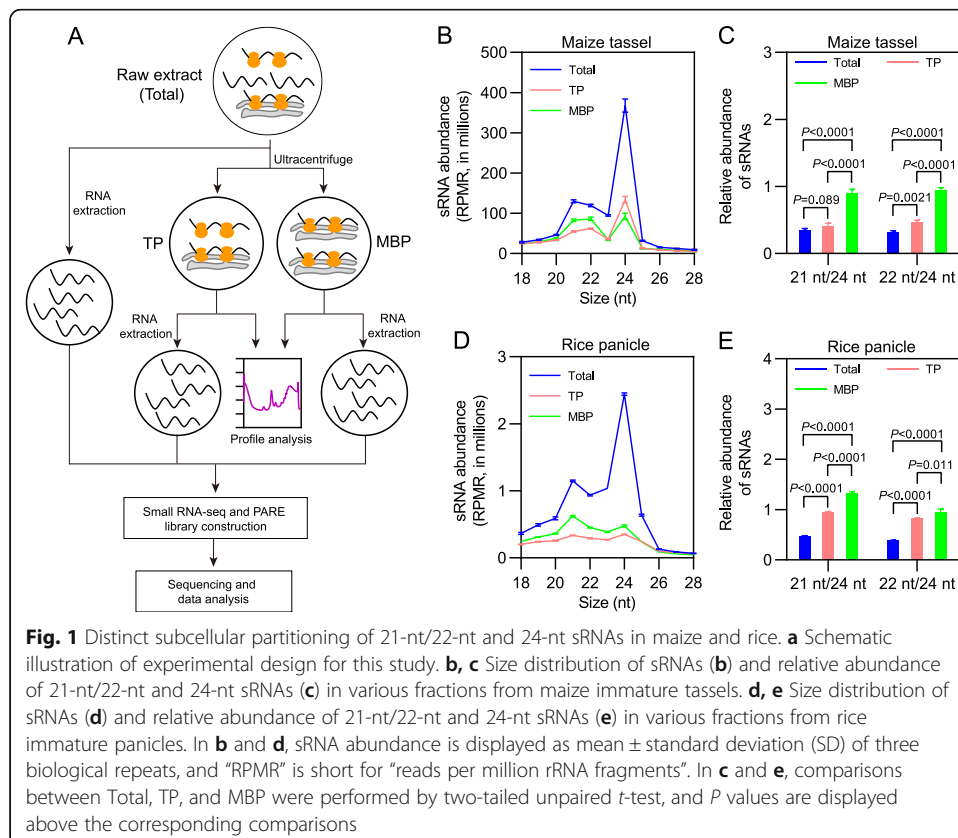 A
Raw extract
(Total)
Ultracentrifuge
RNA
extraction
TP
MBP
RNA
extraction
RNA
extraction
Profile analysis
Small RNA-seq and PARE
library construction
Sequencing and
data analysis
B
Maize tassel
sRNA abundance
(RPMR, in millions)
500
400
300
200
100
0
Total
TP
MBP
18 20 22 24 26 28
Size (nt)
C
Maize tassel
Relative abundance
of sRNAs
3
2
1
0
Total TP
MBP
P<0.0001
P<0.0001
P=0.089
P<0.0001
P<0.0001
P=0.0021
21 nt/24 nt 22 nt/24 nt
D
Rice panicle
sRNA abundance
(RPMR, in millions)
3
2
1
0
Total
TP
MBP
18 20 22 24 26 28
Size (nt)
E
Rice panicle
Relative abundance
of sRNAs
4
3
2
1
0
Total TP
MBP
P<0.0001
P<0.0001
P<0.0001
P<0.0001
P=0.011
P<0.0001
21 nt/24 nt 22 nt/24 nt
Fig. 1 Distinct subcellular partitioning of 21-nt/22-nt and 24-nt sRNAs in maize and rice. a Schematic
illustration of experimental design for this study. b, c Size distribution of sRNAs (b) and relative abundance
of 21-nt/22-nt and 24-nt sRNAs (c) in various fractions from maize immature tassels. d, e Size distribution of
sRNAs (d) and relative abundance of 21-nt/22-nt and 24-nt sRNAs (e) in various fractions from rice
immature panicles. In b and d, sRNA abundance is displayed as mean ± standard deviation (SD) of three
biological repeats, and “RPMR” is short for “reads per million rRNA fragments”. In c and e, comparisons
between Total, TP, and MBP were performed by two-tailed unpaired t-test, and P values are displayed
above the corresponding comparisons